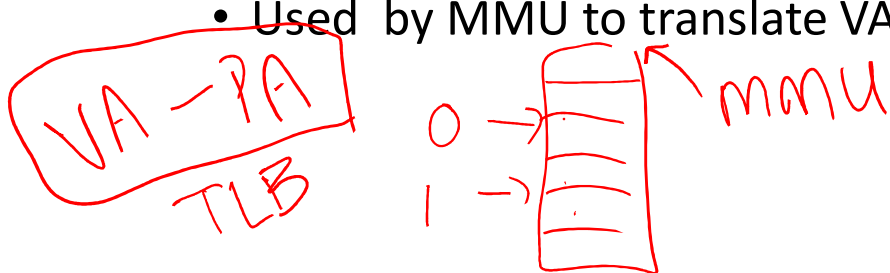 • Used by MMU to translate VA
VA - PA
TLB
0 →
1 →
MMU